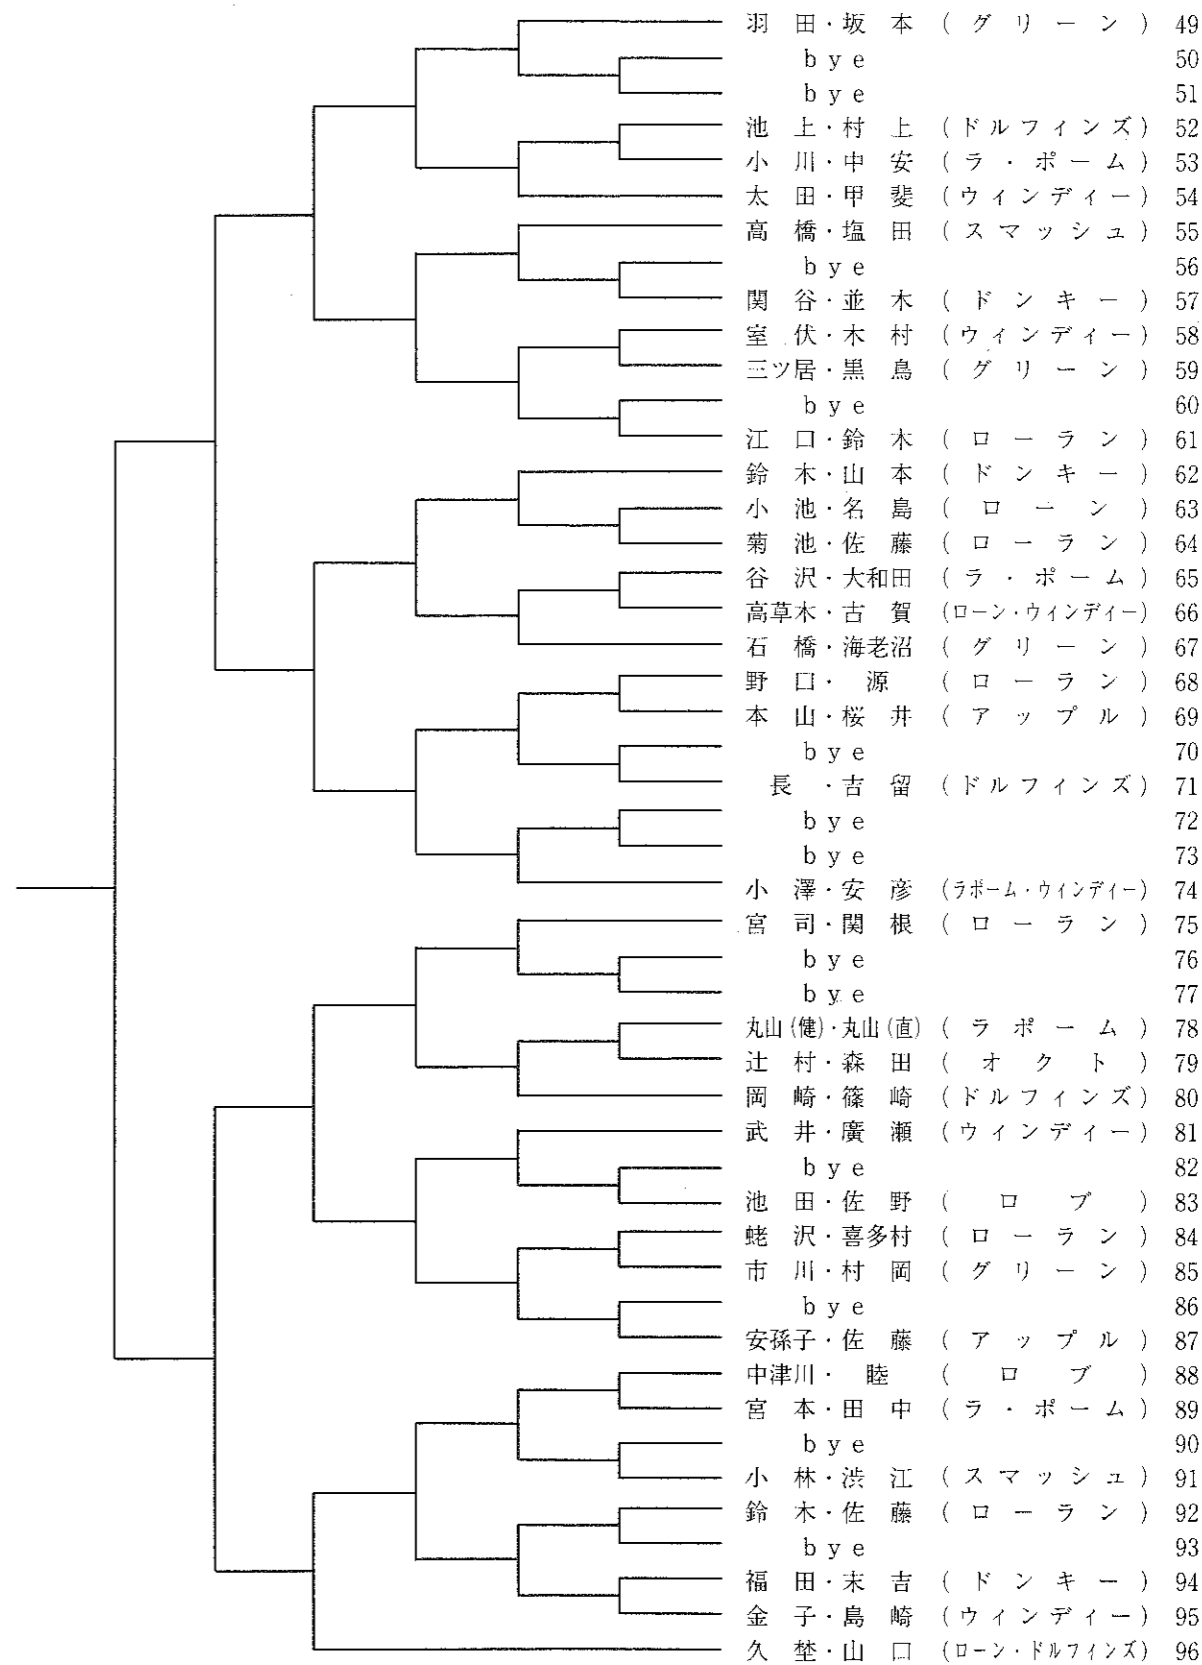 羽田・坂本 (グリーン) 49
bye 50
bye 51
池上・村上 (ドルフィンズ) 52
小川・中安 (ラ・ポーム) 53
太田・甲斐 (ウィンディー) 54
高橋・塩田 (スマッシュ) 55
bye 56
関谷・並木 (ドンキー) 57
室伏・木村 (ウィンディー) 58
三ツ居・黒鳥 (グリーン) 59
bye 60
江口・鈴木 (ローラン) 61
鈴木・山本 (ドンキー) 62
小池・名島 (ローン) 63
菊池・佐藤 (ローラン) 64
谷沢・大和田 (ラ・ポーム) 65
高草木・古賀 (ローン・ウィンディー) 66
石橋・海老沼 (グリーン) 67
野口・源 (ローラン) 68
本山・桜井 (アップル) 69
bye 70
長・吉留 (ドルフィンズ) 71
bye 72
bye 73
小澤・安彦 (ラポーム・ウィンディー) 74
宮司・関根 (ローラン) 75
bye 76
bye 77
丸山(健)・丸山(直) (ラポーム) 78
辻村・森田 (オクト) 79
岡崎・篠崎 (ドルフィンズ) 80
武井・廣瀬 (ウィンディー) 81
bye 82
池田・佐野 (ロブ) 83
蛯沢・喜多村 (ローラン) 84
市川・村岡 (グリーン) 85
bye 86
安孫子・佐藤 (アップル) 87
中津川・睦 (ロブ) 88
宮本・田中 (ラ・ポーム) 89
bye 90
小林・渋江 (スマッシュ) 91
鈴木・佐藤 (ローラン) 92
bye 93
福田・末吉 (ドンキー) 94
金子・島崎 (ウィンディー) 95
久埜・山口 (ローン・ドルフィンズ) 96